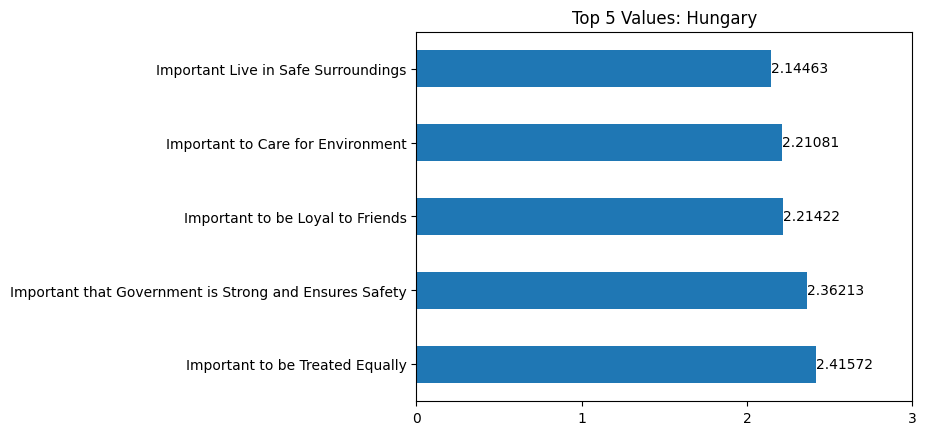 Top 5 Values: Hungary
Important Live in Safe Surroundings 2.14463
Important to Care for Environment 2.21081
Important to be Loyal to Friends 2.21422
Important that Government is Strong and Ensures Safety 2.36213
Important to be Treated Equally 2.41572
0 1 2 3